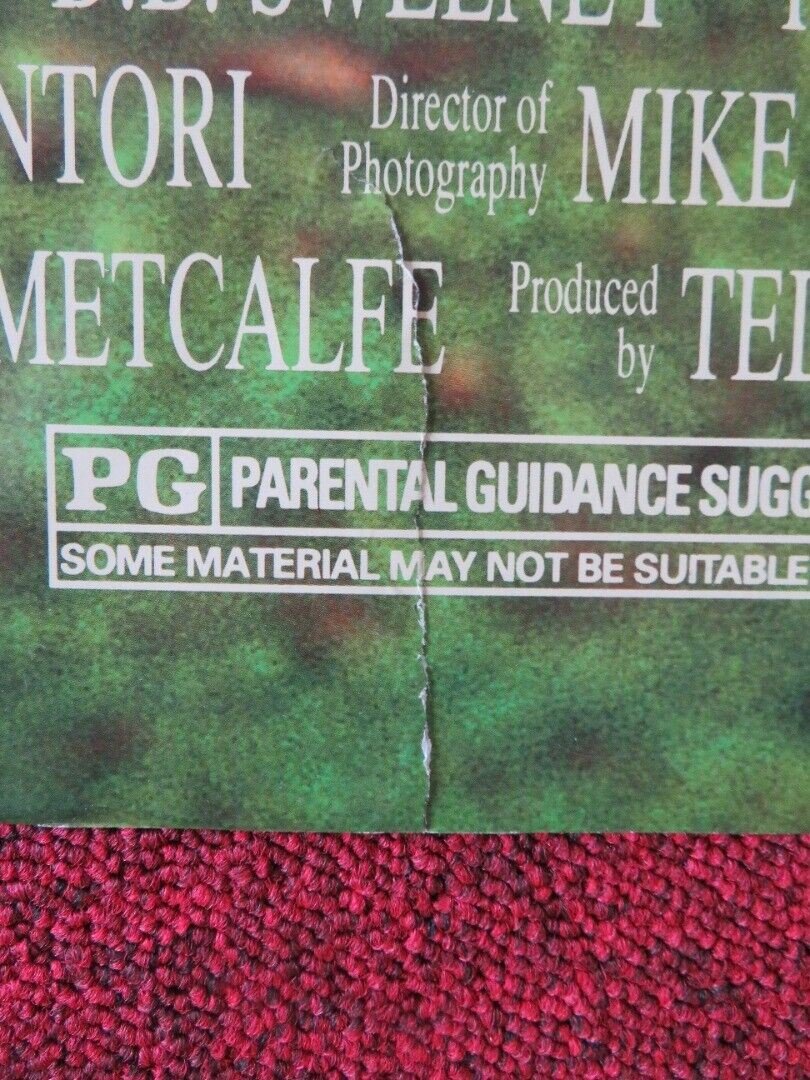 D.B. SWEENEY
NTORI Director of Photography MIKE
METCALFE Produced by TEL
PG PARENTAL GUIDANCE SUGG
SOME MATERIAL MAY NOT BE SUITABLE